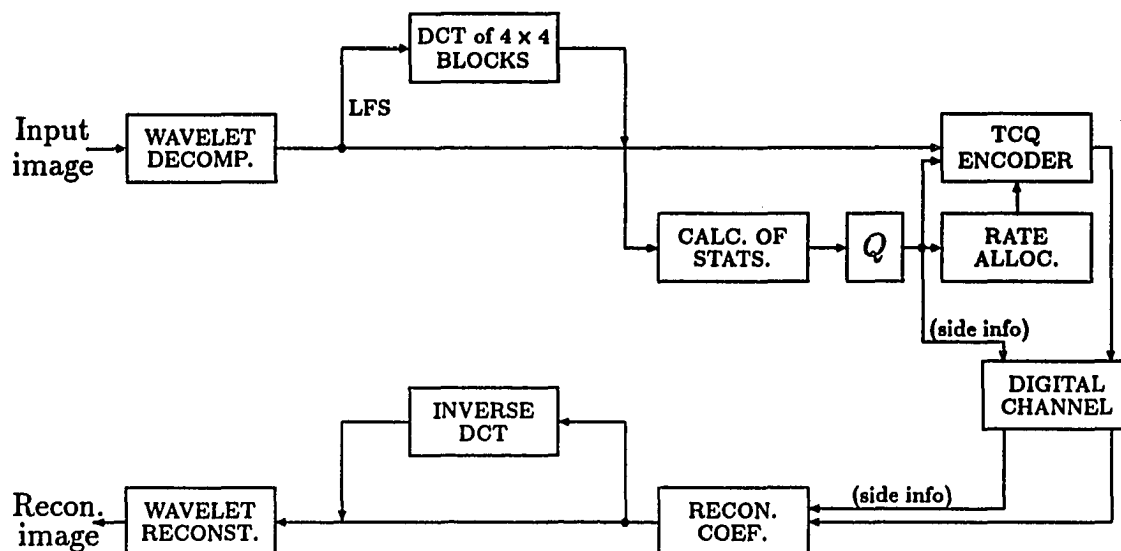 DCT of 4 × 4
BLOCKS
LFS
Input
image
WAVELET
DECOMP.
TCQ
ENCODER
CALC. OF
STATS.
Q
RATE
ALLOC.
(side info)
DIGITAL
CHANNEL
INVERSE
DCT
(side info)
Recon.
image
WAVELET
RECONST.
RECON.
COEF.